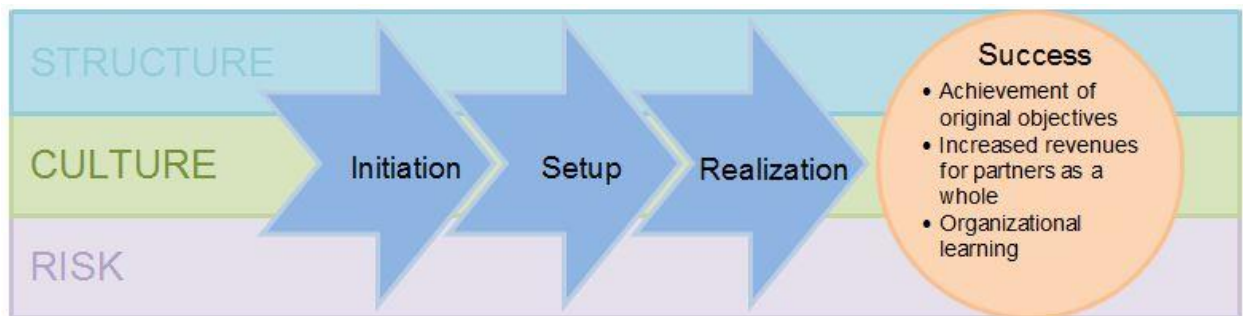 STRUCTURE
CULTURE
RISK
Initiation
Setup
Realization
Success
• Achievement of
original objectives
• Increased revenues
for partners as a
whole
• Organizational
learning